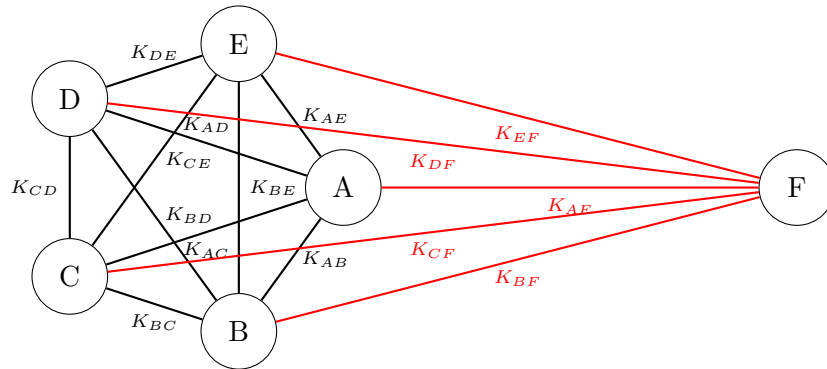 E
K_{DE}
D
K_{AE}
K_{AD}
K_{EF}
K_{CE}
K_{DF}
K_{CD}
K_{BE}
A
F
K_{AF}
K_{BD}
K_{AC}
K_{CF}
K_{AB}
C
K_{BF}
K_{BC}
B